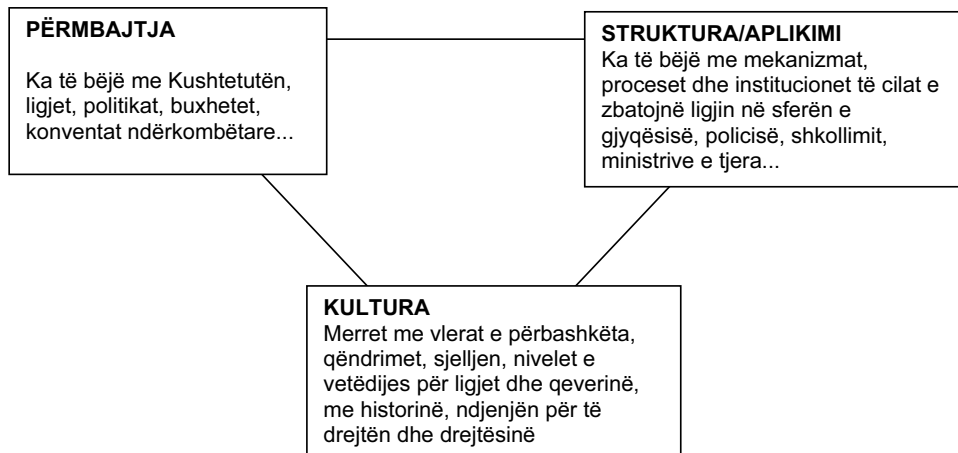 PËRMBAJTJA
Ka të bëjë me Kushtetutën,
ligjet, politikat, buxhetet,
konventat ndërkombëtare...
STRUKTURA/APLIKIMI
Ka të bëjë me mekanizmat,
proceset dhe institucionet të cilat e
zbatojnë ligjin në sferën e
gjyqësisë, policisë, shkollimit,
ministrive e tjera...
KULTURA
Merret me vlerat e përbashkëta,
qëndrimet, sjelljen, nivelet e
vetëdijes për ligjet dhe qeverinë,
me historinë, ndjenjën për të
drejtën dhe drejtësinë